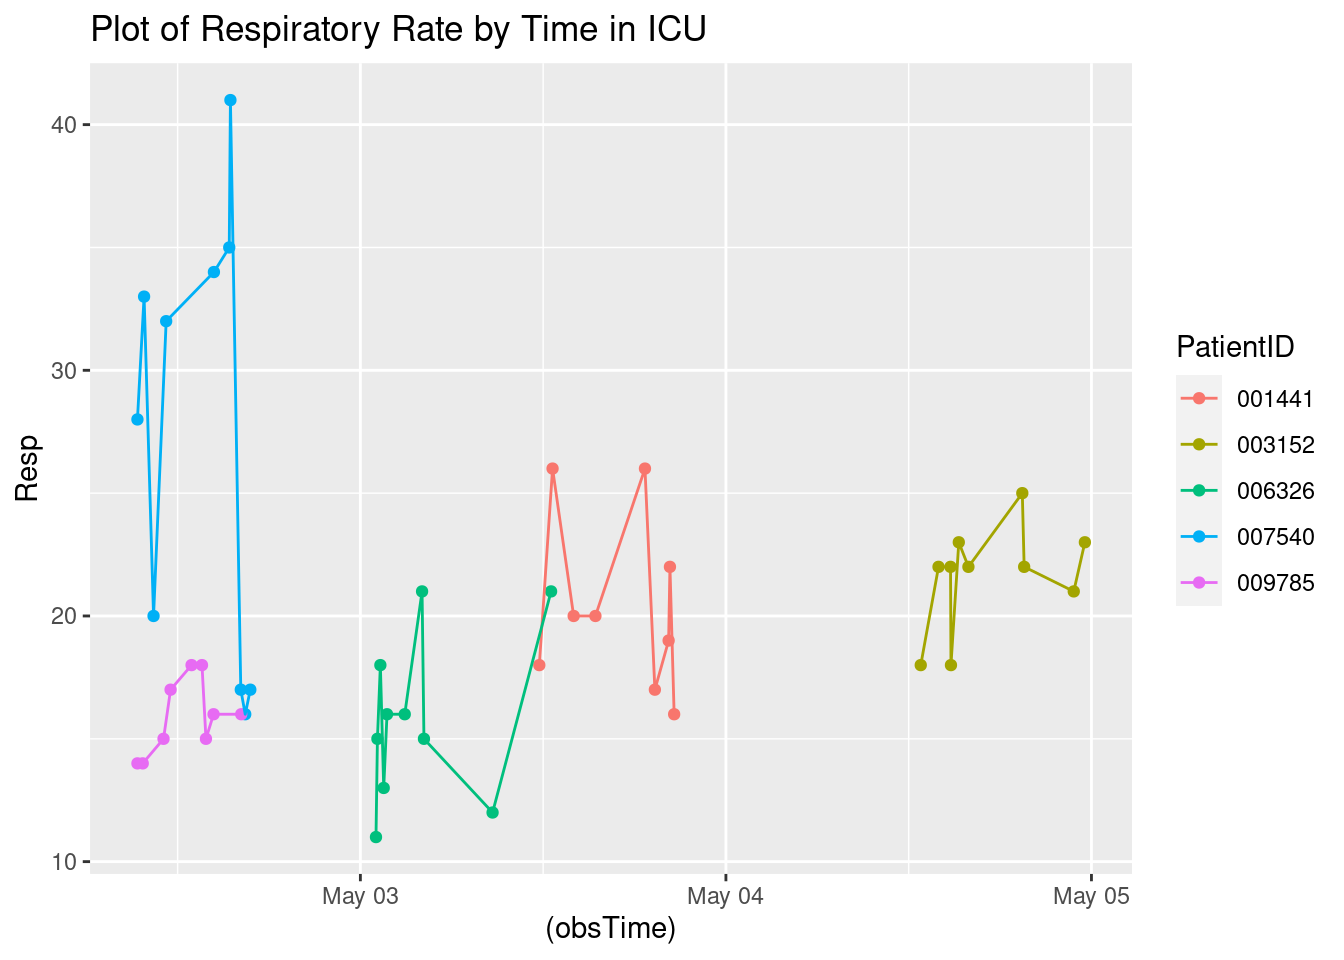 Plot of Respiratory Rate by Time in ICU
40
30
20
10
Resp
May 03
May 04
May 05
(obsTime)
PatientID
001441
003152
006326
007540
009785